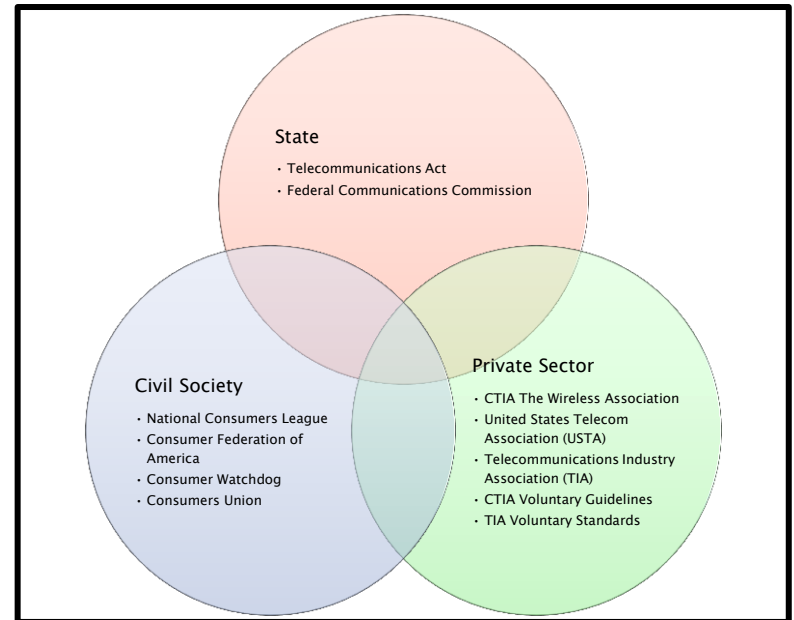 State
· Telecommunications Act
· Federal Communications Commission
Civil Society
· National Consumers League
· Consumer Federation of
America
· Consumer Watchdog
· Consumers Union
Private Sector
· CTIA The Wireless Association
· United States Telecom
Association (USTA)
· Telecommunications Industry
Association (TIA)
· CTIA Voluntary Guidelines
· TIA Voluntary Standards